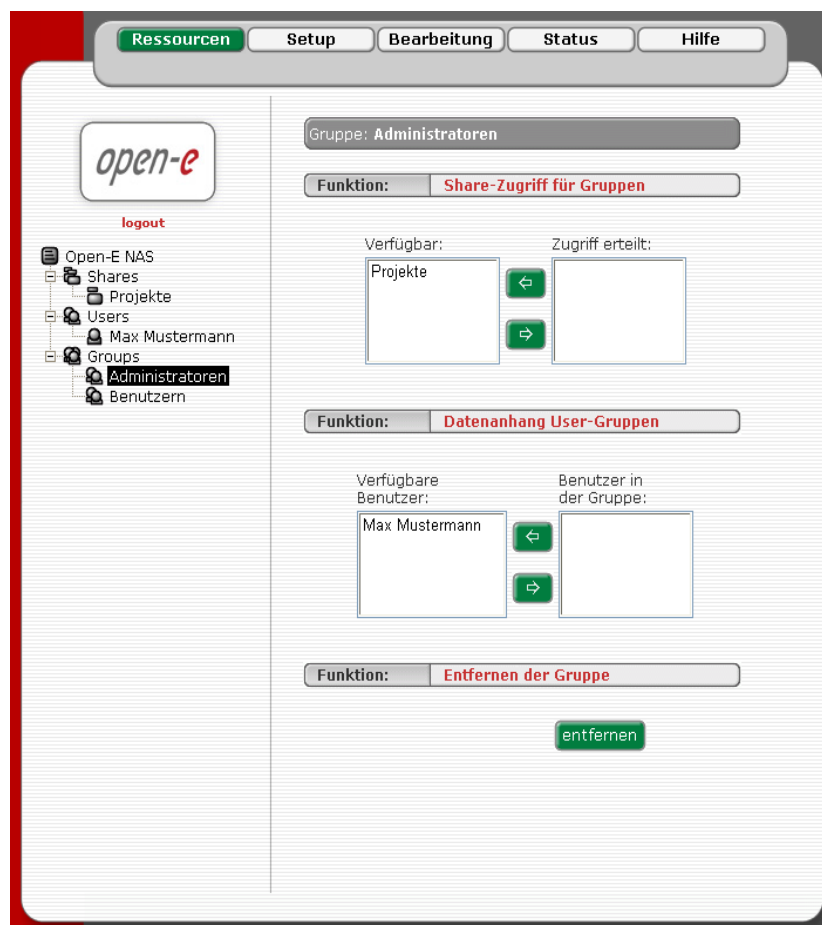 Ressourcen Setup Bearbeitung Status Hilfe
open-e
logout
Open-E NAS
Shares
Projekte
Users
Max Mustermann
Groups
Administratoren
Benutzern
Gruppe: Administratoren
Funktion: Share-Zugriff für Gruppen
Verfügbar: Zugriff erteilt:
Projekte
Funktion: Datenanhang User-Gruppen
Verfügbare Benutzer in
Benutzer: der Gruppe:
Max Mustermann
Funktion: Entfernen der Gruppe
entfernen